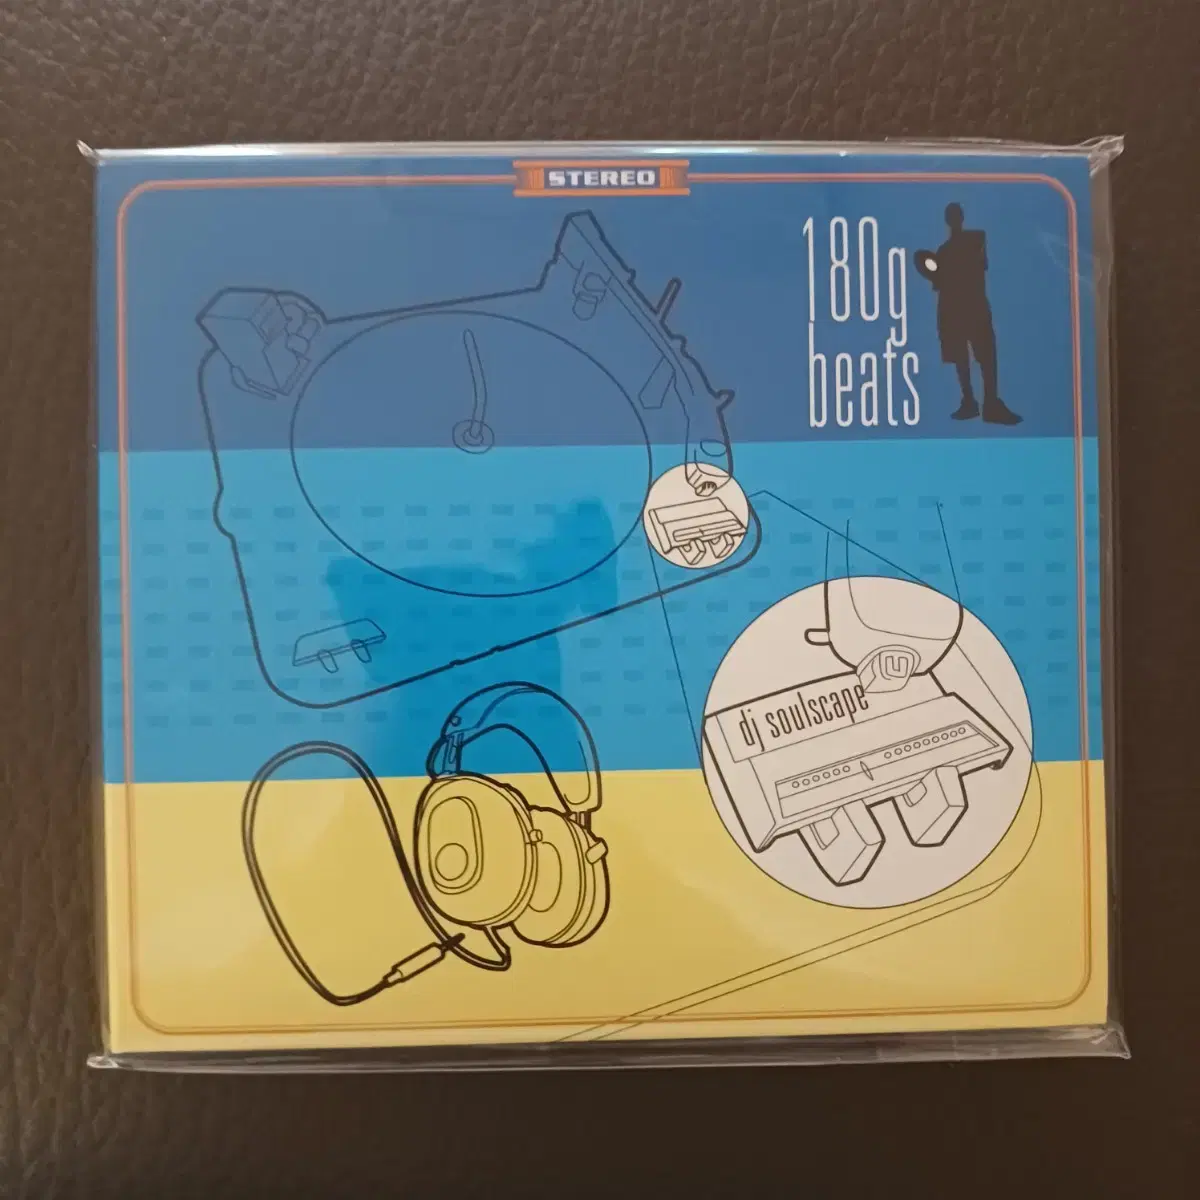 STEREO
180g
beats
dj soulscape